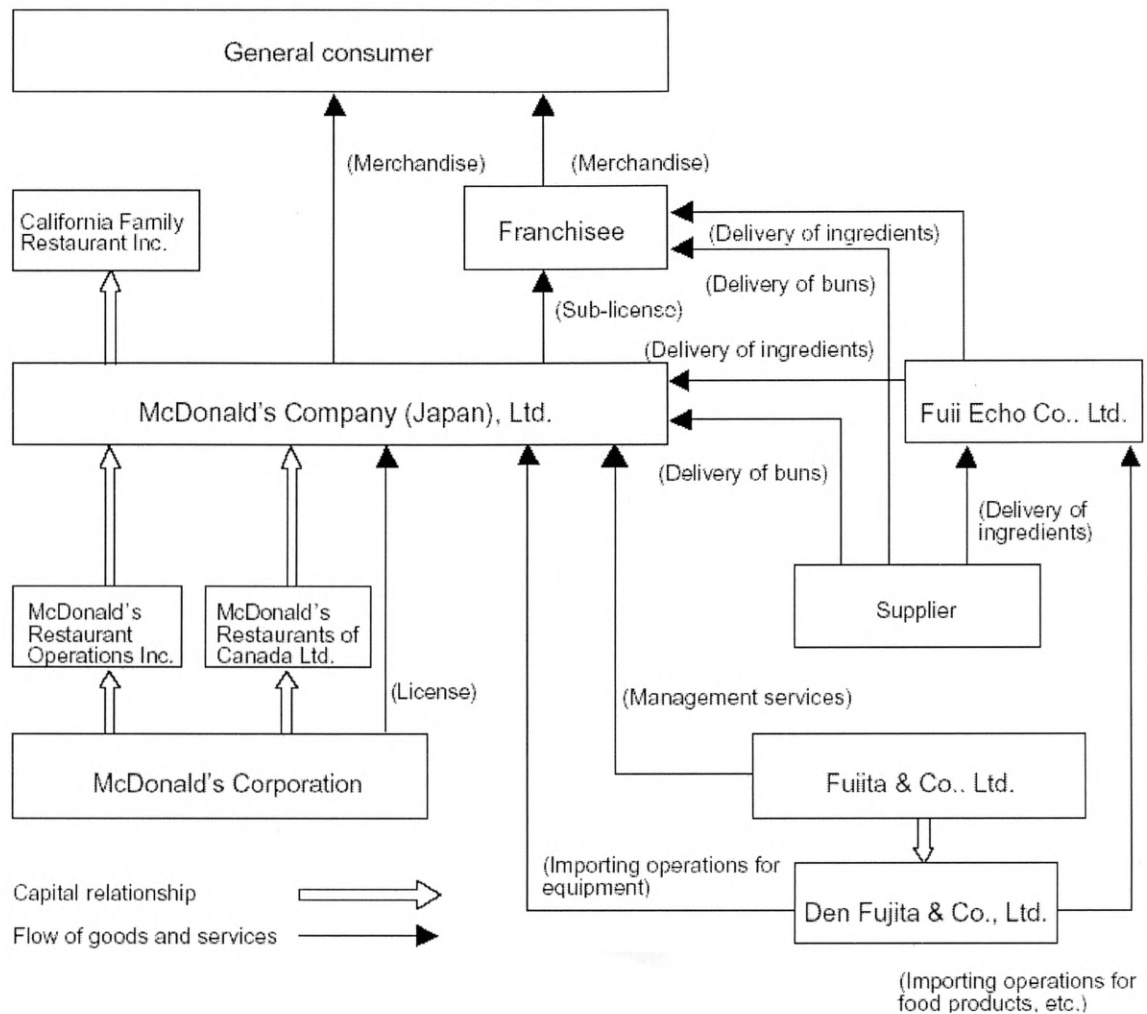 General consumer
(Merchandise)
(Merchandise)
California Family
Restaurant Inc.
Franchisee
(Delivery of ingredients)
(Delivery of buns)
(Sub-license)
(Delivery of ingredients)
McDonald's Company (Japan), Ltd.
Fuii Echo Co.. Ltd.
(Delivery of buns)
(Delivery of
ingredients)
McDonald's
Restaurant
Operations Inc.
McDonald's
Restaurants of
Canada Ltd.
Supplier
(License)
(Management services)
McDonald's Corporation
Fuiita & Co.. Ltd.
(Importing operations for
equipment)
Den Fujita & Co., Ltd.
Capital relationship
Flow of goods and services
(Importing operations for
food products, etc.)